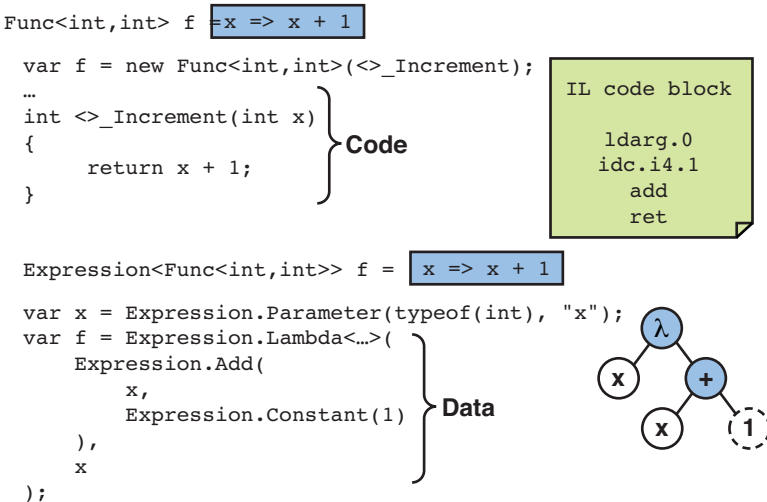 Func<int,int> f = x => x + 1
var f = new Func<int,int>(<>_Increment);
…
int <>_Increment(int x)
{
return x + 1;
}
Code
IL code block
ldarg.0
idc.i4.1
add
ret
Expression<Func<int,int>> f = x => x + 1
var x = Expression.Parameter(typeof(int), "x");
var f = Expression.Lambda<…>(
Expression.Add(
x,
Expression.Constant(1)
),
x
);
Data
λ
x +
x 1